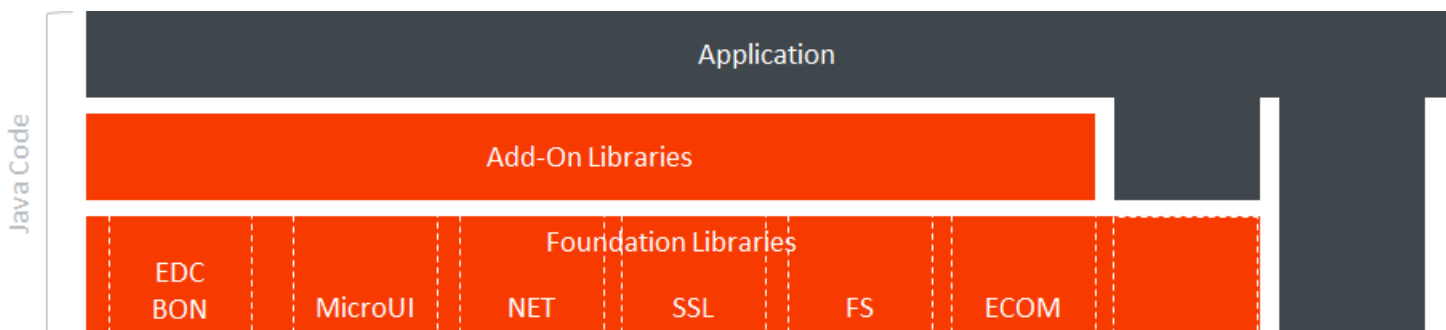 Application
Java Code
Add-On Libraries
Foundation Libraries
EDC
BON
MicroUI
NET
SSL
FS
ECOM